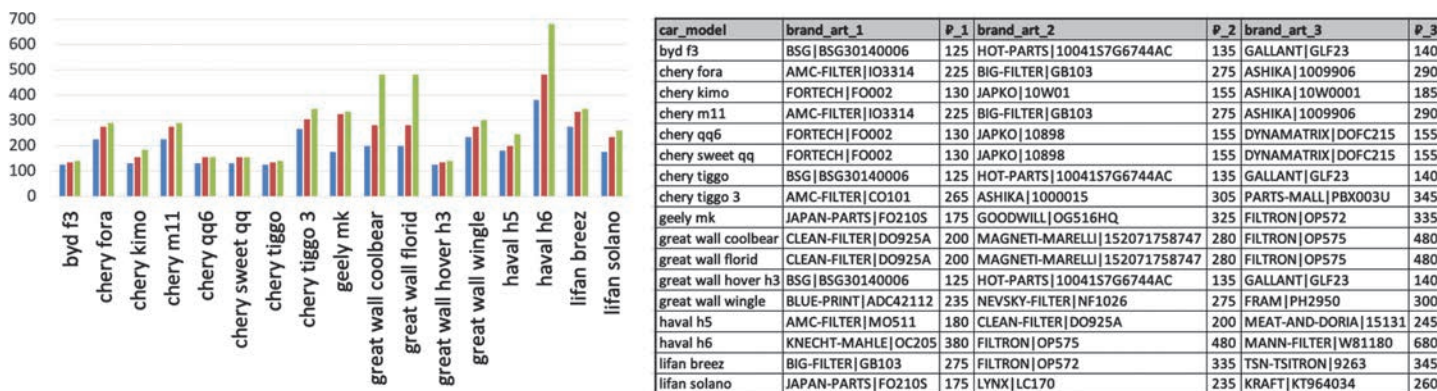 700
600
500
400
300
200
100
0
byd f3
chery fora
chery kimo
chery m11
chery qq6
chery sweet qq
chery tiggo
chery tiggo 3
geely mk
great wall coolbear
great wall florid
great wall hover h3
great wall wingle
haval h5
haval h6
lifan breez
lifan solano
car_model brand_art_1 ₽_1 brand_art_2 ₽_2 brand_art_3 ₽_3
byd f3 BSG|BSG30140006 125 HOT-PARTS|10041S7G6744AC 135 GALLANT|GLF23 140
chery fora AMC-FILTER|IO3314 225 BIG-FILTER|GB103 275 ASHIKA|1009906 290
chery kimo FORTECH|FO002 130 JAPKO|10W01 155 ASHIKA|10W0001 185
chery m11 AMC-FILTER|IO3314 225 BIG-FILTER|GB103 275 ASHIKA|1009906 290
chery qq6 FORTECH|FO002 130 JAPKO|10898 155 DYNAMATRIX|DOFC215 155
chery sweet qq FORTECH|FO002 130 JAPKO|10898 155 DYNAMATRIX|DOFC215 155
chery tiggo BSG|BSG30140006 125 HOT-PARTS|10041S7G6744AC 135 GALLANT|GLF23 140
chery tiggo 3 AMC-FILTER|CO101 265 ASHIKA|1000015 305 PARTS-MALL|PBX003U 345
geely mk JAPAN-PARTS|FO210S 175 GOODWILL|OG516HQ 325 FILTRON|OP572 335
great wall coolbear CLEAN-FILTER|DO925A 200 MAGNETI-MARELLI|152071758747 280 FILTRON|OP575 480
great wall florid CLEAN-FILTER|DO925A 200 MAGNETI-MARELLI|152071758747 280 FILTRON|OP575 480
great wall hover h3 BSG|BSG30140006 125 HOT-PARTS|10041S7G6744AC 135 GALLANT|GLF23 140
great wall wingle BLUE-PRINT|ADC42112 235 NEVSKY-FILTER|NF1026 275 FRAM|PH2950 300
haval h5 AMC-FILTER|MO511 180 CLEAN-FILTER|DO925A 200 MEAT-AND-DORIA|15131 245
haval h6 KNECHT-MAHLE|OC205 380 FILTRON|OP575 480 MANN-FILTER|W81180 680
lifan breez BIG-FILTER|GB103 275 FILTRON|OP572 335 TSN-TSITRON|9263 345
lifan solano JAPAN-PARTS|FO210S 175 LYNX|LC170 235 KRAFT|KT964034 260